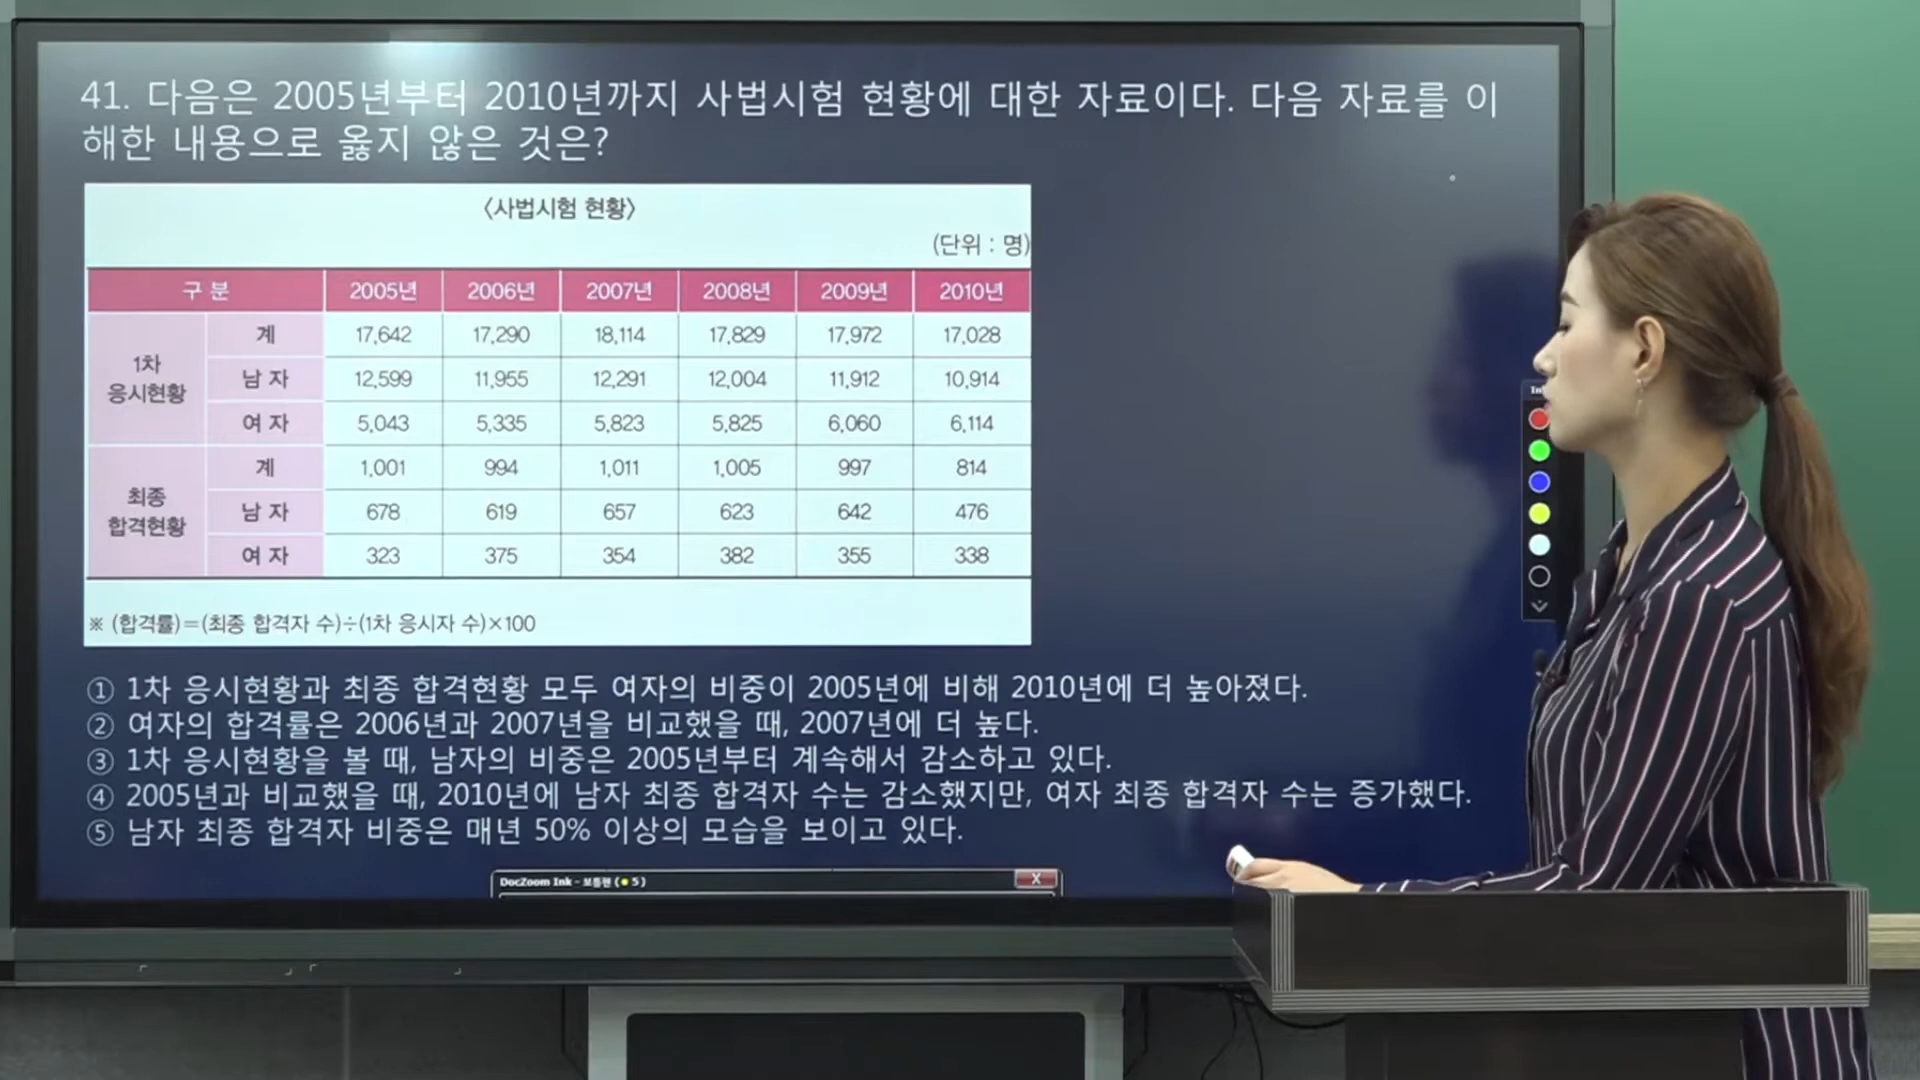 41. 다음은 2005년부터 2010년까지 사법시험 현황에 대한 자료이다. 다음 자료를 이
해한 내용으로 옳지 않은 것은?
〈사법시험 현황〉
(단위 : 명)
구 분 2005년 2006년 2007년 2008년 2009년 2010년
1차 응시현황 계 17,642 17,290 18,114 17,829 17,972 17,028
남 자 12,599 11,955 12,291 12,004 11,912 10,914
여 자 5,043 5,335 5,823 5,825 6,060 6,114
최종 합격현황 계 1,001 994 1,011 1,005 997 814
남 자 678 619 657 623 642 476
여 자 323 375 354 382 355 338
※ (합격률)=(최종 합격자 수)÷(1차 응시자 수)×100
① 1차 응시현황과 최종 합격현황 모두 여자의 비중이 2005년에 비해 2010년에 더 높아졌다.
② 여자의 합격률은 2006년과 2007년을 비교했을 때, 2007년에 더 높다.
③ 1차 응시현황을 볼 때, 남자의 비중은 2005년부터 계속해서 감소하고 있다.
④ 2005년과 비교했을 때, 2010년에 남자 최종 합격자 수는 감소했지만, 여자 최종 합격자 수는 증가했다.
⑤ 남자 최종 합격자 비중은 매년 50% 이상의 모습을 보이고 있다.
DocZoom Ink - 보통펜 (● 5) X